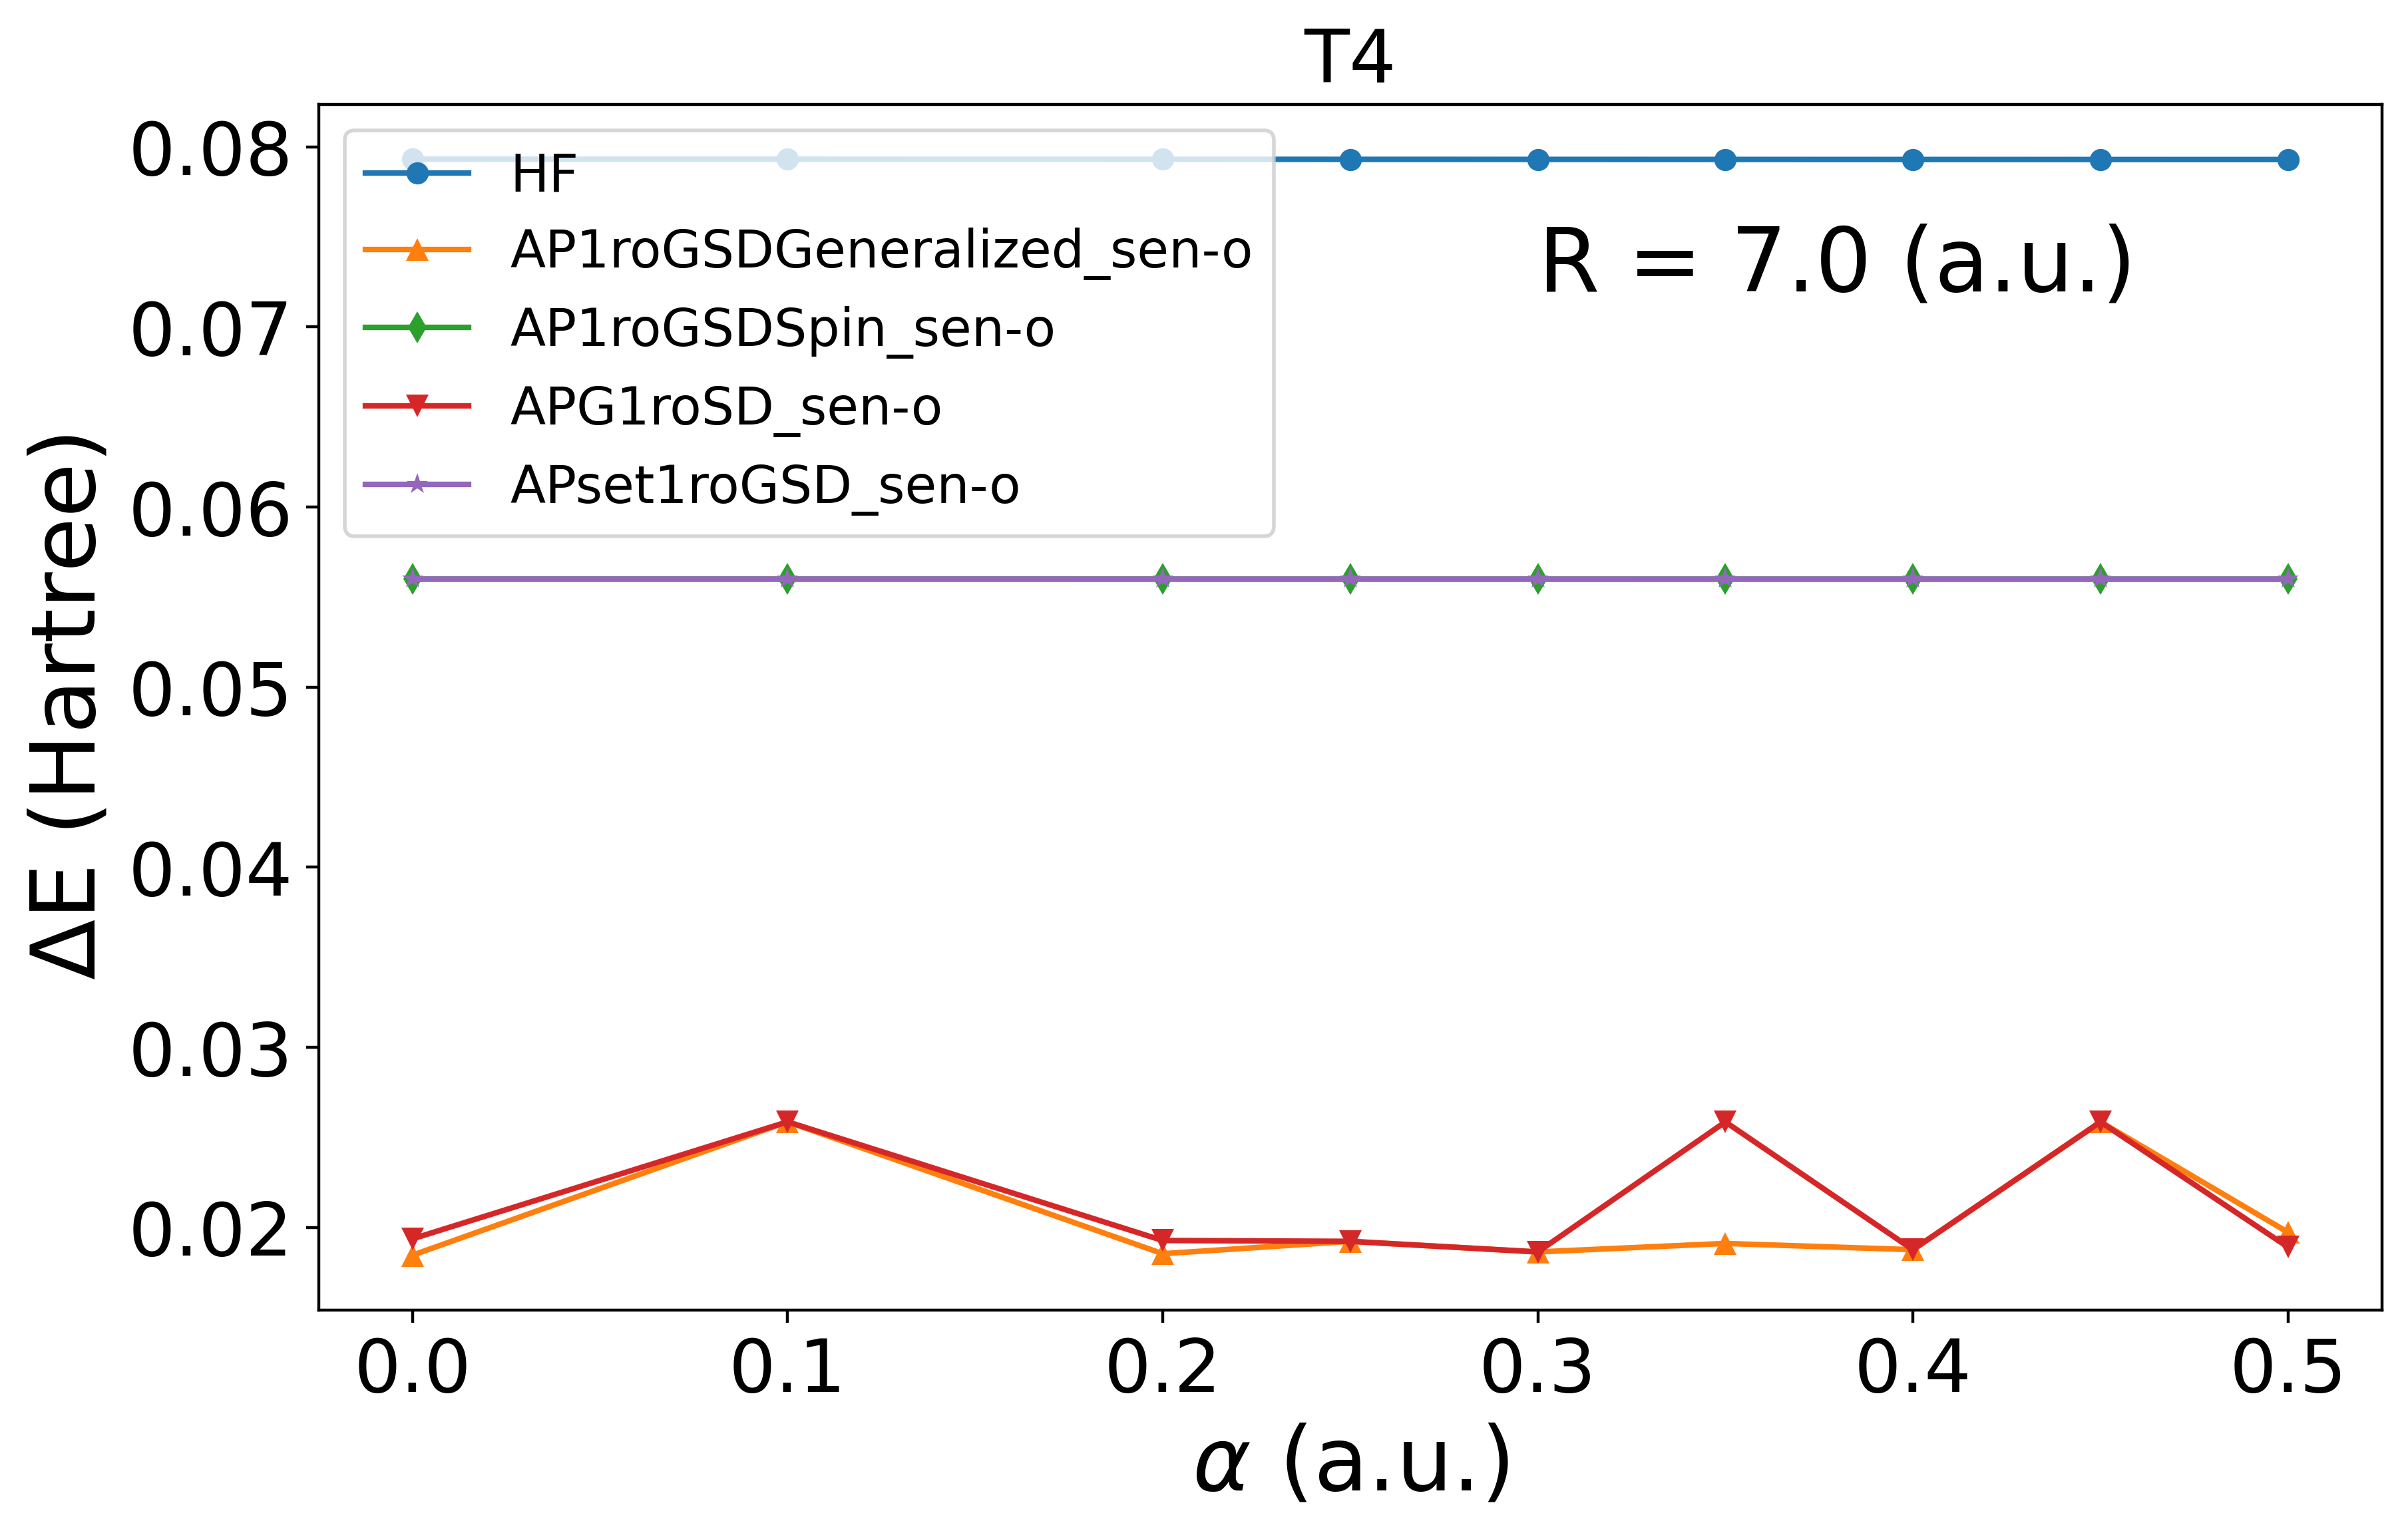 T4
0.08
0.07
0.06
0.05
0.04
0.03
0.02
ΔE (Hartree)
HF
AP1roGSDGeneralized_sen-o
AP1roGSDSpin_sen-o
APG1roSD_sen-o
APset1roGSD_sen-o
R = 7.0 (a.u.)
0.0 0.1 0.2 0.3 0.4 0.5
α (a.u.)